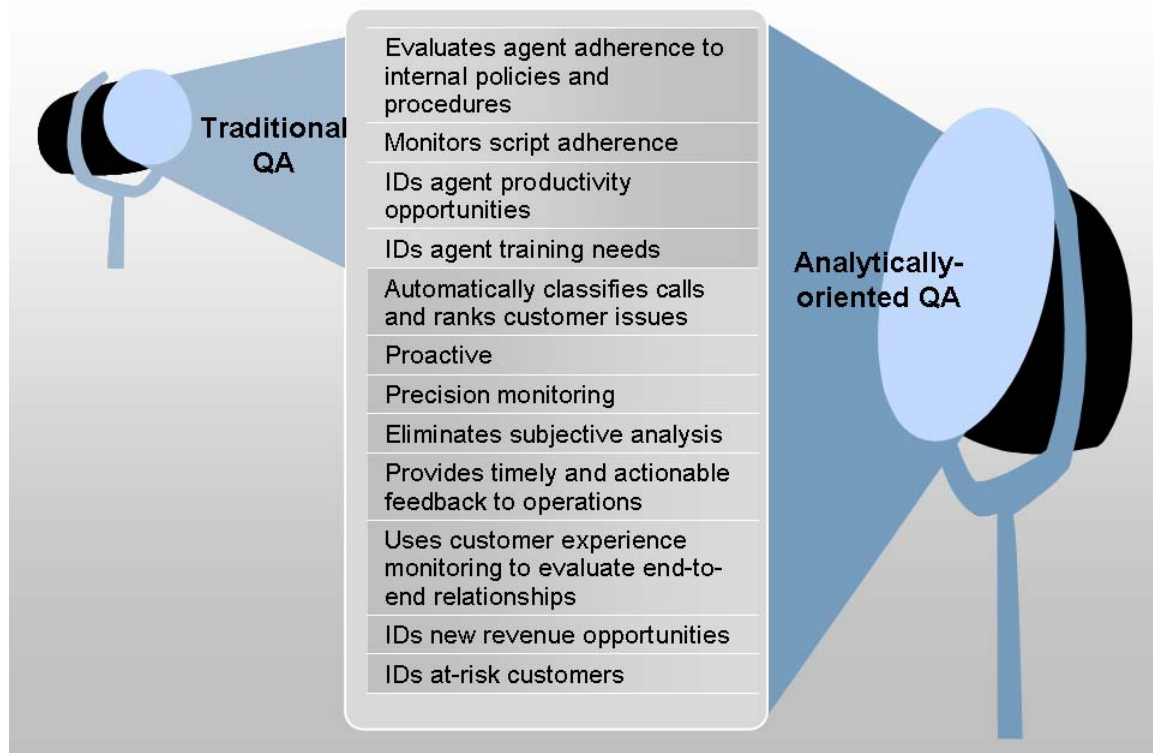 Traditional
QA
Evaluates agent adherence to
internal policies and
procedures
Monitors script adherence
IDs agent productivity
opportunities
IDs agent training needs
Automatically classifies calls
and ranks customer issues
Proactive
Precision monitoring
Eliminates subjective analysis
Provides timely and actionable
feedback to operations
Uses customer experience
monitoring to evaluate end-to-
end relationships
IDs new revenue opportunities
IDs at-risk customers
Analytically-
oriented QA